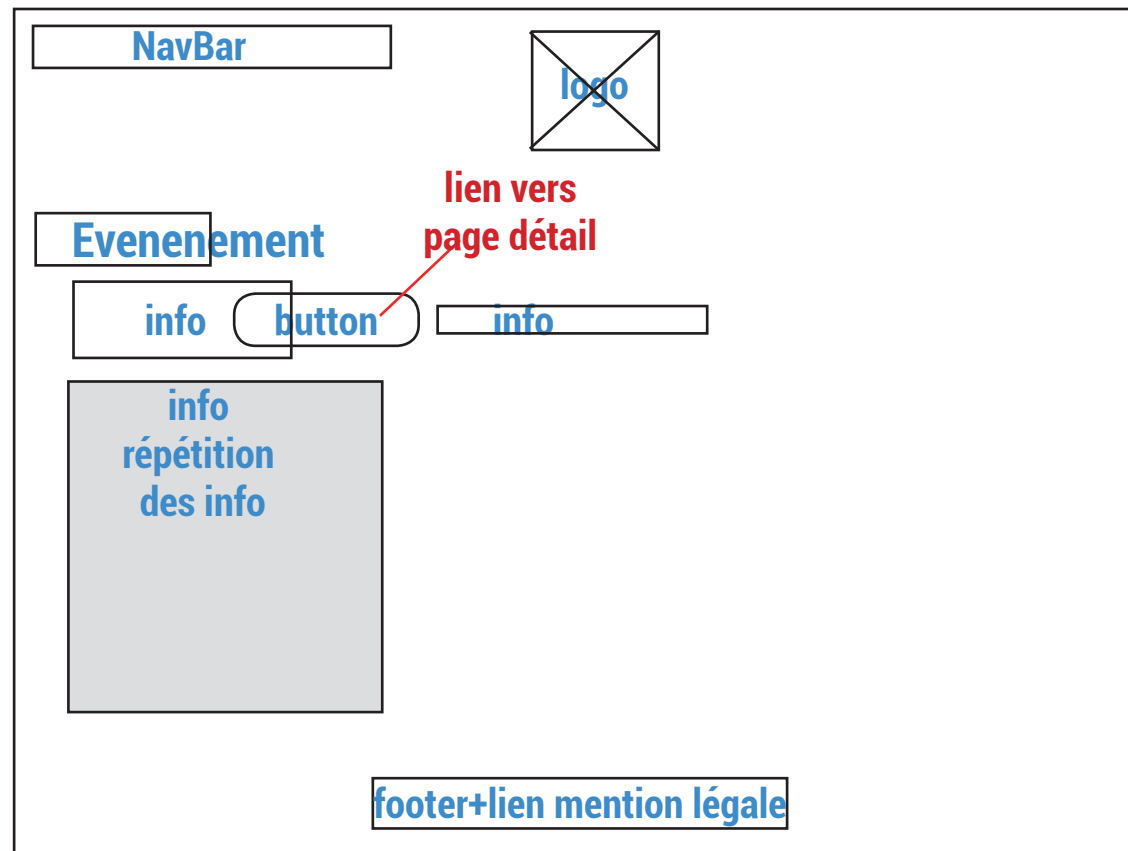 NavBar
logo
lien vers
page détail
Evenenement
info
button
info
info
répétition
des info
footer+lien mention légale